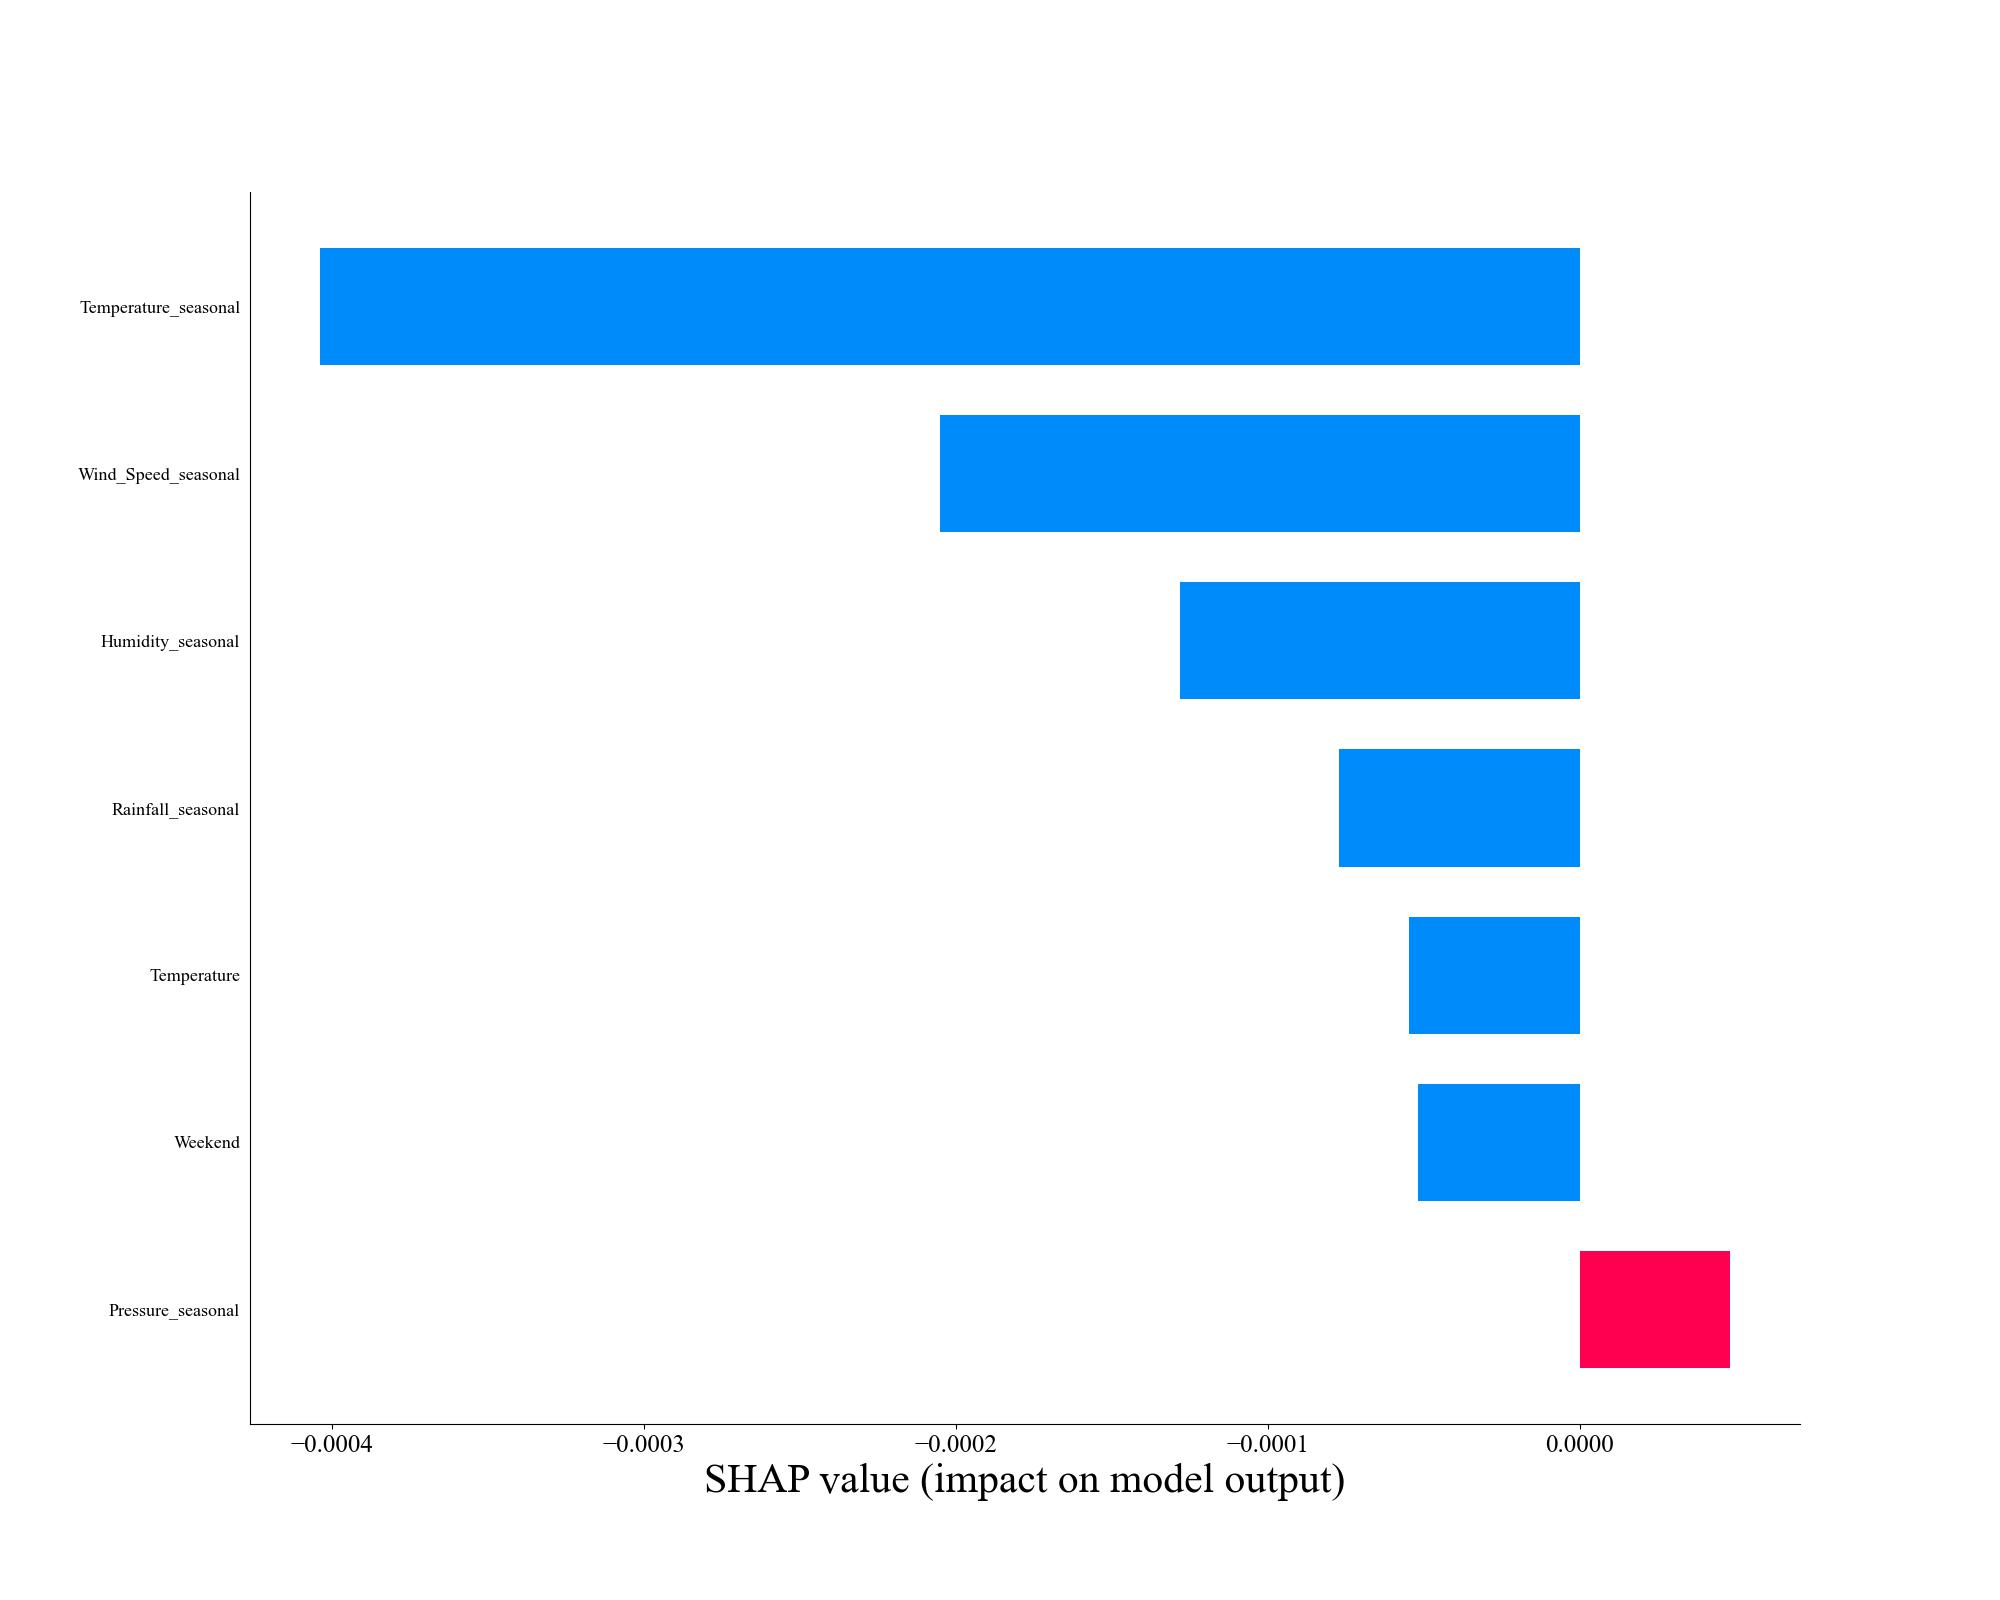 Temperature_seasonal
Wind_Speed_seasonal
Humidity_seasonal
Rainfall_seasonal
Temperature
Weekend
Pressure_seasonal
−0.0004 −0.0003 −0.0002 −0.0001 0.0000
SHAP value (impact on model output)